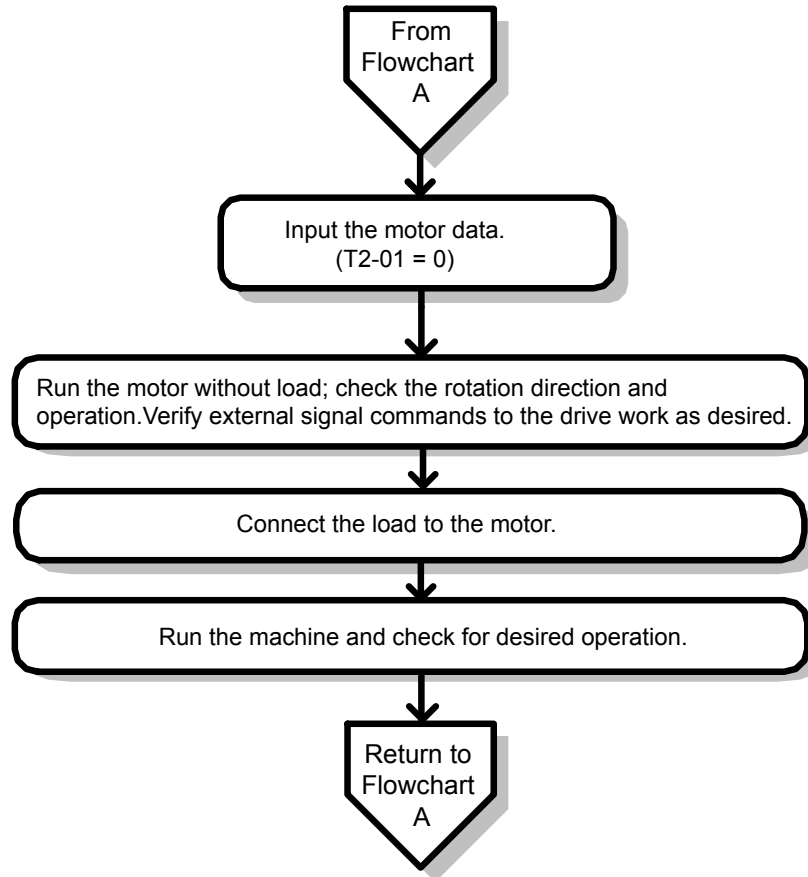 From
Flowchart
A
Input the motor data.
(T2-01 = 0)
Run the motor without load; check the rotation direction and
operation.Verify external signal commands to the drive work as desired.
Connect the load to the motor.
Run the machine and check for desired operation.
Return to
Flowchart
A